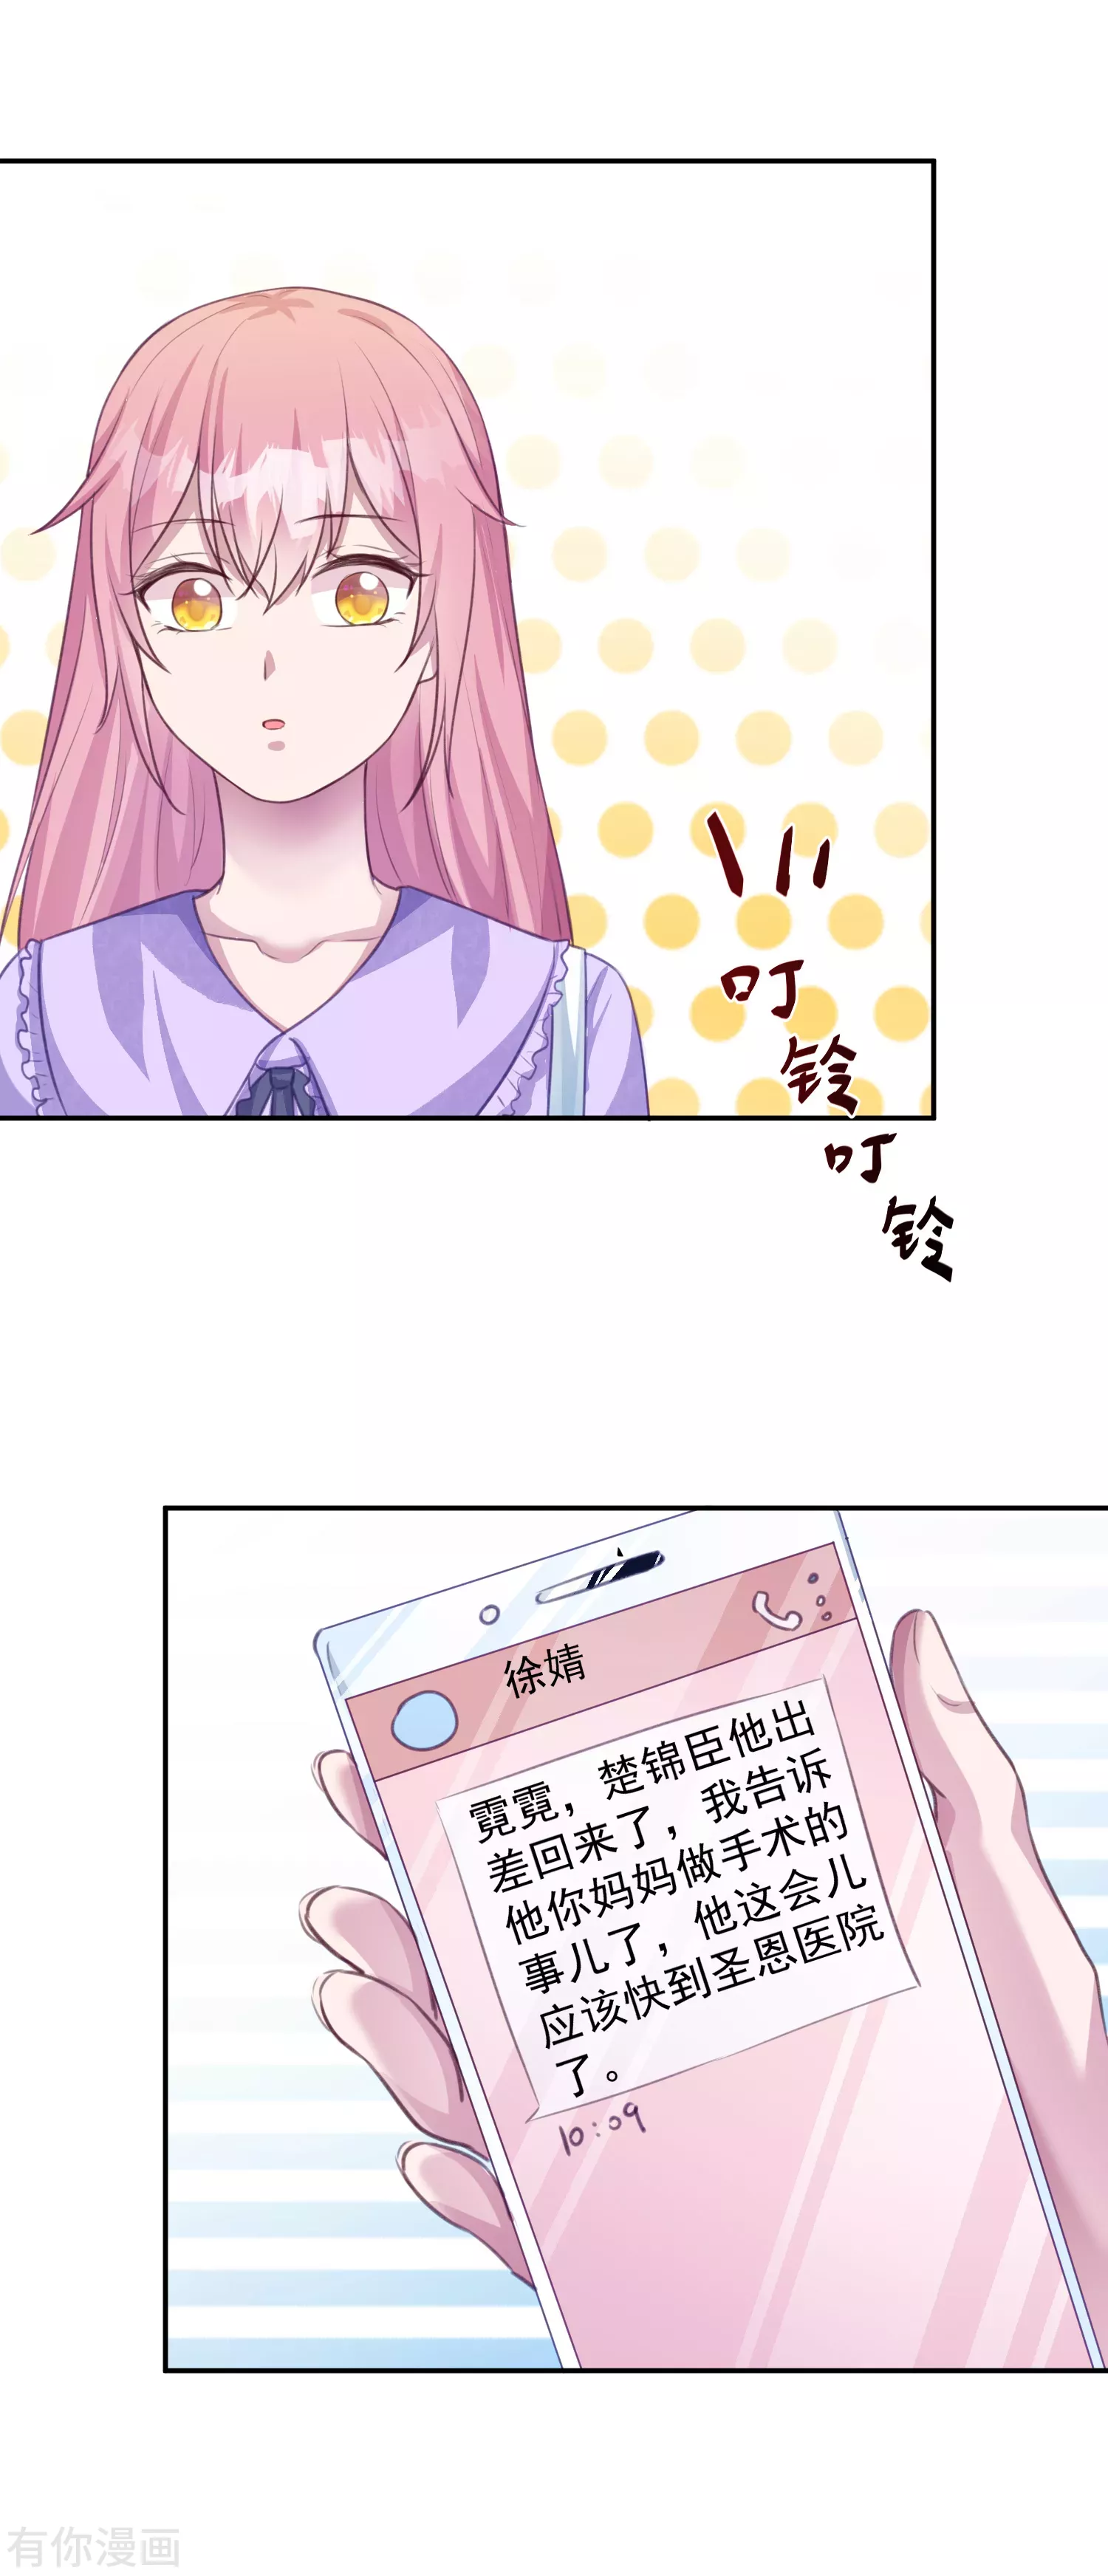 叮
铃
叮
铃
徐婧
霓霓，楚锦臣他出
差回来了，我告诉
他你妈妈做手术的
事儿了，他这会儿
应该快到圣恩医院
了。
10:09
有你漫画